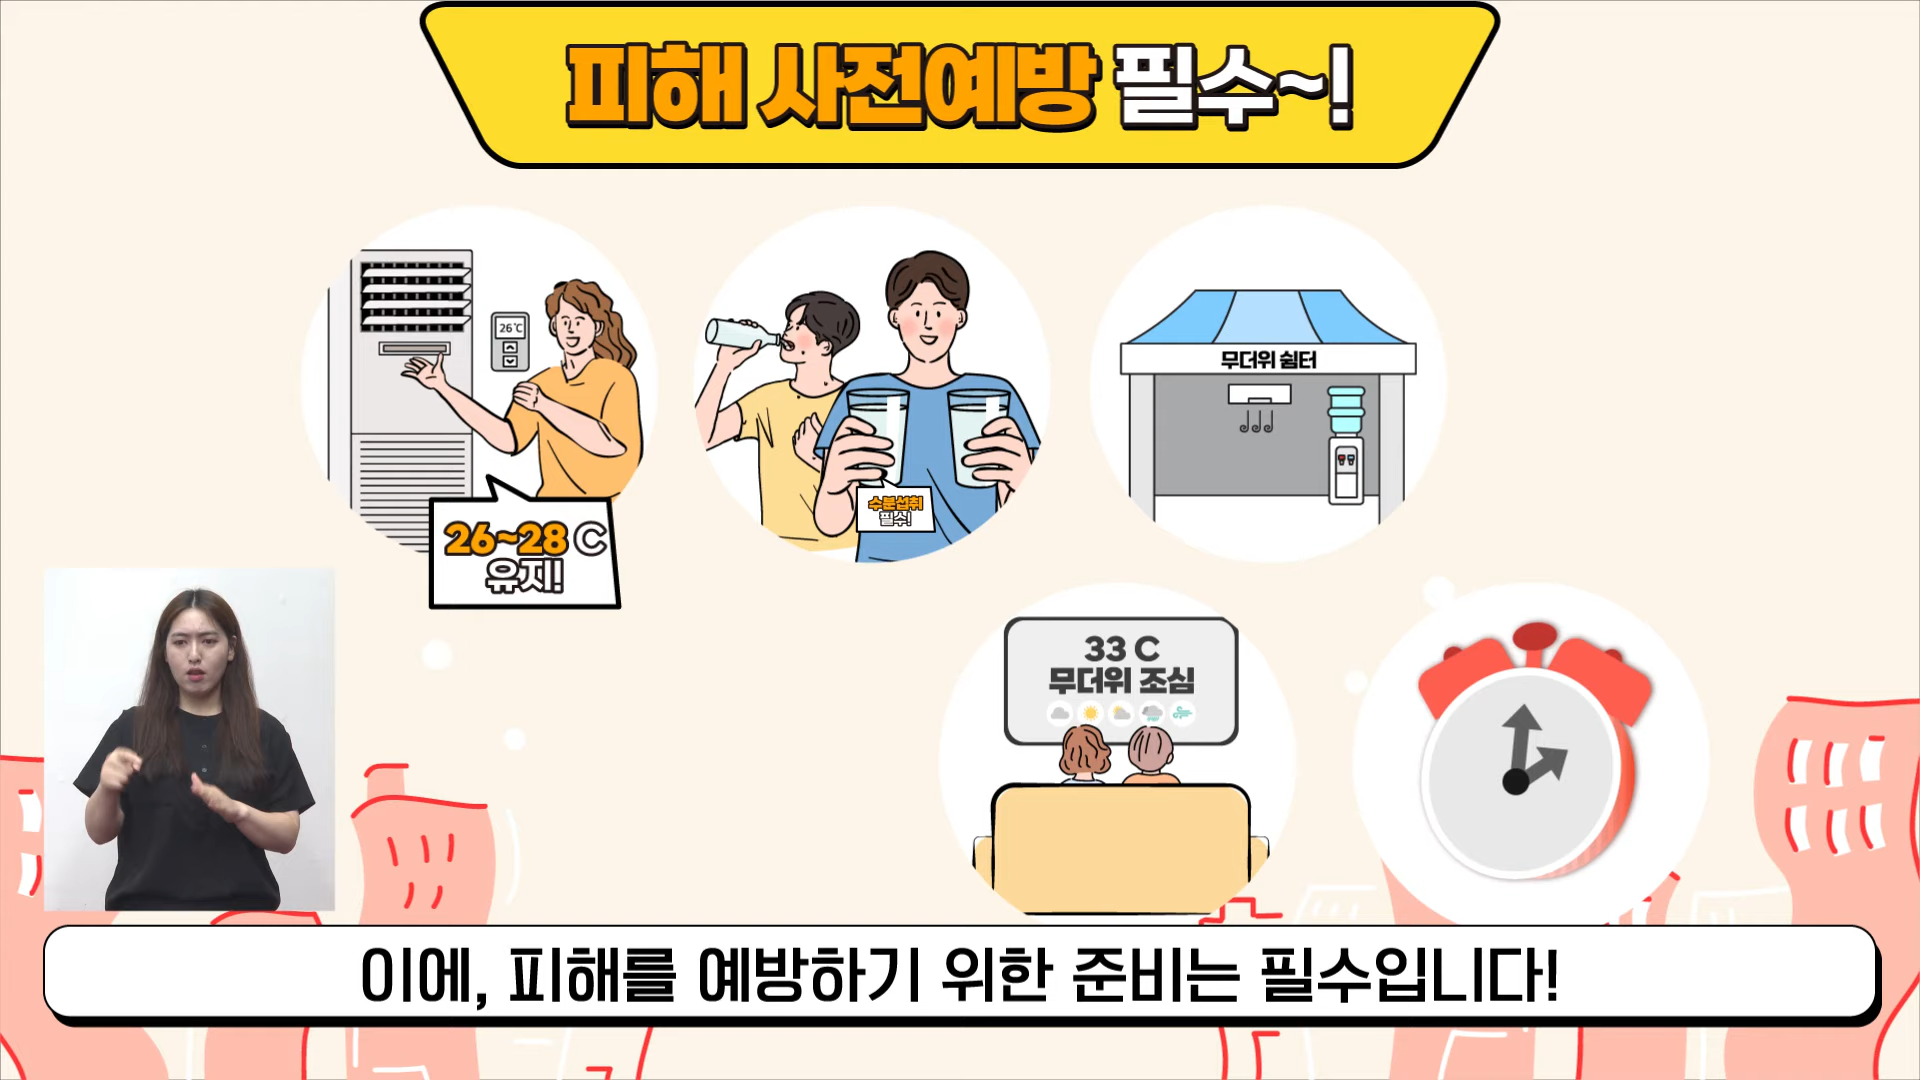 피해 사전예방 필수~!
26℃
26~28 C
유지!
수분섭취
필수!
무더위 쉼터
33 C
무더위 조심
이에, 피해를 예방하기 위한 준비는 필수입니다!